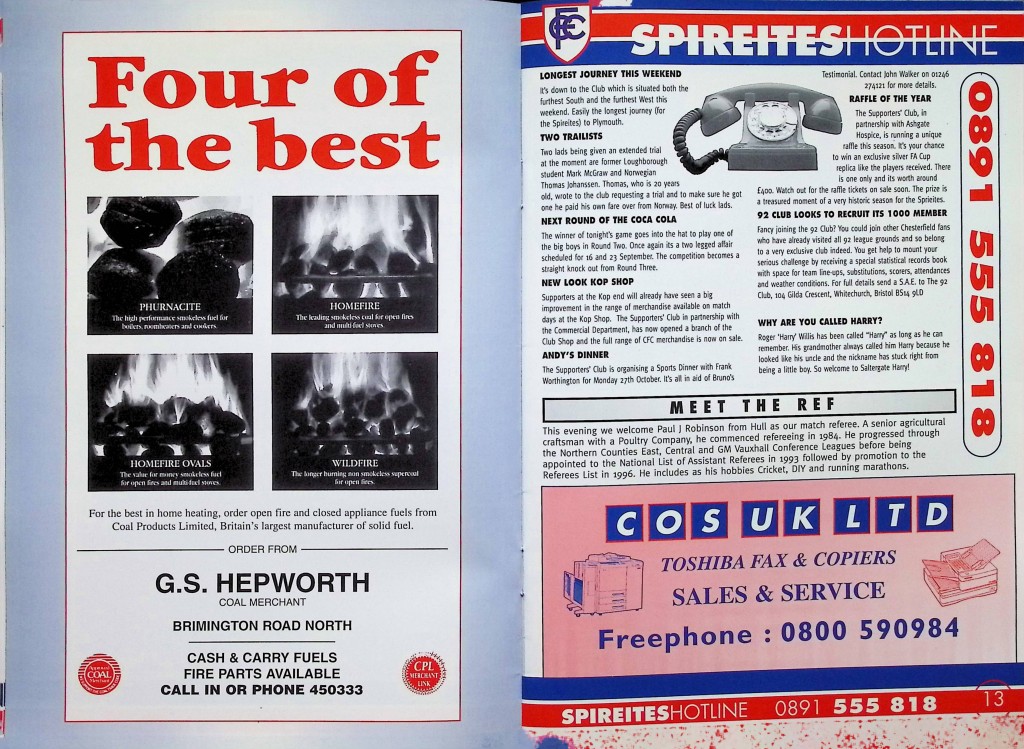 Four of
the best
PHURNACITE
The high performance smokeless fuel for
boilers, roomheaters and cookers.
HOMEFIRE
The leading smokeless coal for open fires
and multi fuel stoves.
HOMEFIRE OVALS
The value for money smokeless fuel
for open fires and multi-fuel stoves.
WILDFIRE
The longer burning non smokeless supercoal
for open fires.
For the best in home heating, order open fire and closed appliance fuels from
Coal Products Limited, Britain's largest manufacturer of solid fuel.
ORDER FROM
G.S. HEPWORTH
COAL MERCHANT
BRIMINGTON ROAD NORTH
CASH & CARRY FUELS
FIRE PARTS AVAILABLE
CALL IN OR PHONE 450333
Approved
COAL
Merchant
CPL
MERCHANT
LINK
SPIREITESHOTLINE
LONGEST JOURNEY THIS WEEKEND
It's down to the Club which is situated both the
furthest South and the furthest West this
weekend. Easily the longest journey (for
the Spireites) to Plymouth.
TWO TRAILISTS
Two lads being given an extended trial
at the moment are former Loughborough
student Mark McGraw and Norwegian
Thomas Johanssen. Thomas, who is 20 years
old, wrote to the club requesting a trial and to make sure he got
one he paid his own fare over from Norway. Best of luck lads.
NEXT ROUND OF THE COCA COLA
The winner of tonight's game goes into the hat to play one of
the big boys in Round Two. Once again its a two legged affair
scheduled for 16 and 23 September. The competition becomes a
straight knock out from Round Three.
NEW LOOK KOP SHOP
Supporters at the Kop end will already have seen a big
improvement in the range of merchandise available on match
days at the Kop Shop. The Supporters' Club in partnership with
the Commercial Department, has now opened a branch of the
Club Shop and the full range of CFC merchandise is now on sale.
ANDY'S DINNER
The Supporters' Club is organising a Sports Dinner with Frank
Worthington for Monday 27th October. It's all in aid of Bruno's
Testimonial. Contact John Walker on 01246
274121 for more details.
RAFFLE OF THE YEAR
The Supporters' Club, in
partnership with Ashgate
Hospice, is running a unique
raffle this season. It's your chance
to win an exclusive silver FA Cup
replica like the players received. There
is one only and its worth around
£400. Watch out for the raffle tickets on sale soon. The prize is
a treasured moment of a very historic season for the Spireites.
92 CLUB LOOKS TO RECRUIT ITS 1000 MEMBER
Fancy joining the 92 Club? You could join other Chesterfield fans
who have already visited all 92 league grounds and so belong
to a very exclusive club indeed. You get help to mount your
serious challenge by receiving a special statistical records book
with space for team line-ups, substitutions, scorers, attendances
and weather conditions. For full details send a S.A.E. to The 92
Club, 104 Gilda Crescent, Whitechurch, Bristol BS14 9LD
WHY ARE YOU CALLED HARRY?
Roger 'Harry' Willis has been called "Harry" as long as he can
remember. His grandmother always called him Harry because he
looked like his uncle and the nickname has stuck right from
being a little boy. So welcome to Saltergate Harry!
0891 555 818
MEET THE REF
This evening we welcome Paul J Robinson from Hull as our match referee. A senior agricultural
craftsman with a Poultry Company, he commenced refereeing in 1984. He progressed through
the Northern Counties East, Central and GM Vauxhall Conference Leagues before being
appointed to the National List of Assistant Referees in 1993 followed by promotion to the
Referees List in 1996. He includes as his hobbies Cricket, DIY and running marathons.
COS UK LTD
TOSHIBA FAX & COPIERS
SALES & SERVICE
Freephone : 0800 590984
SPIREITESHOTLINE 0891 555 818
13